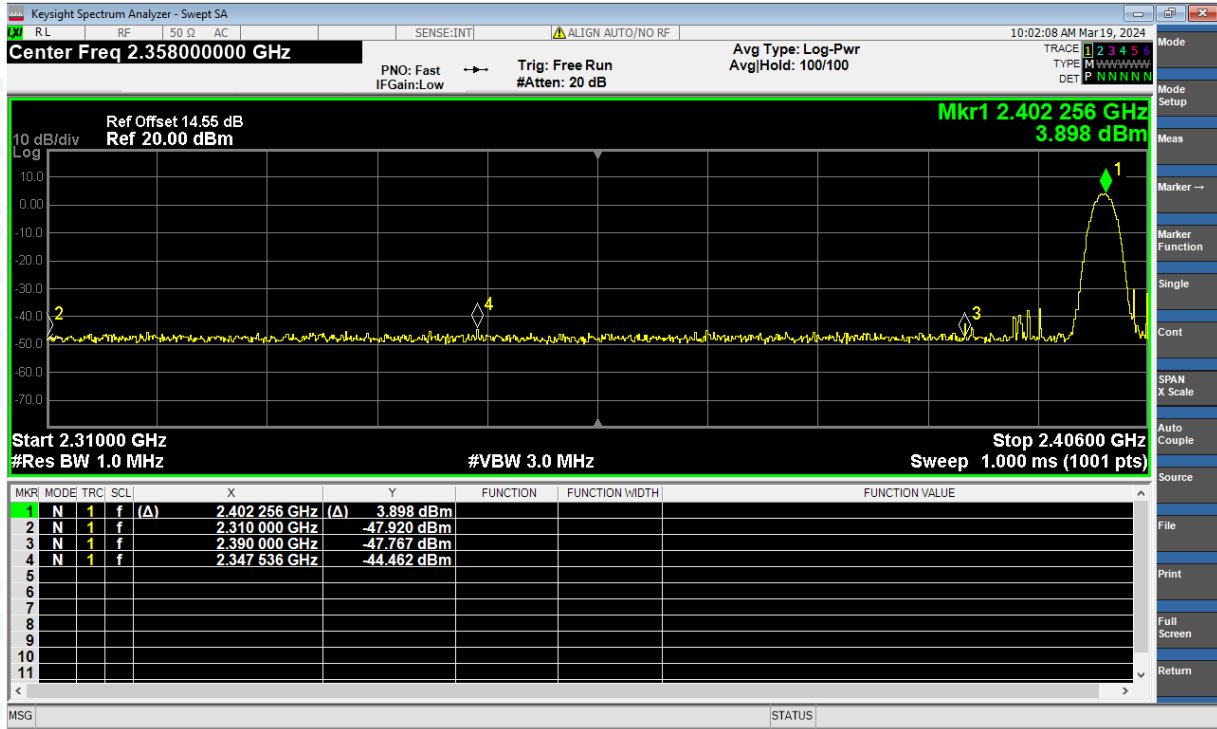 Keysight Spectrum Analyzer - Swept SA
LXI RL RF 50 Ω AC SENSE:INT ALIGN AUTO/NO RF 10:02:08 AM Mar 19, 2024
Center Freq 2.358000000 GHz
PNO: Fast
IFGain:Low
Trig: Free Run
#Atten: 20 dB
Avg Type: Log-Pwr
Avg|Hold: 100/100
TRACE 1 2 3 4 5 6
TYPE M WWWWW
DET P N N N N N
Ref Offset 14.55 dB
Ref 20.00 dBm
10 dB/div
Log
Mkr1 2.402 256 GHz
3.898 dBm
10.0
0.00
-10.0
-20.0
-30.0
-40.0
-50.0
-60.0
-70.0
1
2
4
3
Start 2.31000 GHz Stop 2.40600 GHz
#Res BW 1.0 MHz #VBW 3.0 MHz Sweep 1.000 ms (1001 pts)
MKR MODE TRC SCL X Y FUNCTION FUNCTION WIDTH FUNCTION VALUE
1 N 1 f (Δ) 2.402 256 GHz (Δ) 3.898 dBm
2 N 1 f 2.310 000 GHz -47.920 dBm
3 N 1 f 2.390 000 GHz -47.767 dBm
4 N 1 f 2.347 536 GHz -44.462 dBm
5
6
7
8
9
10
11
MSG STATUS
Mode
Mode
Setup
Meas
Marker →
Marker
Function
Single
Cont
SPAN
X Scale
Auto
Couple
Source
File
Print
Full
Screen
Return